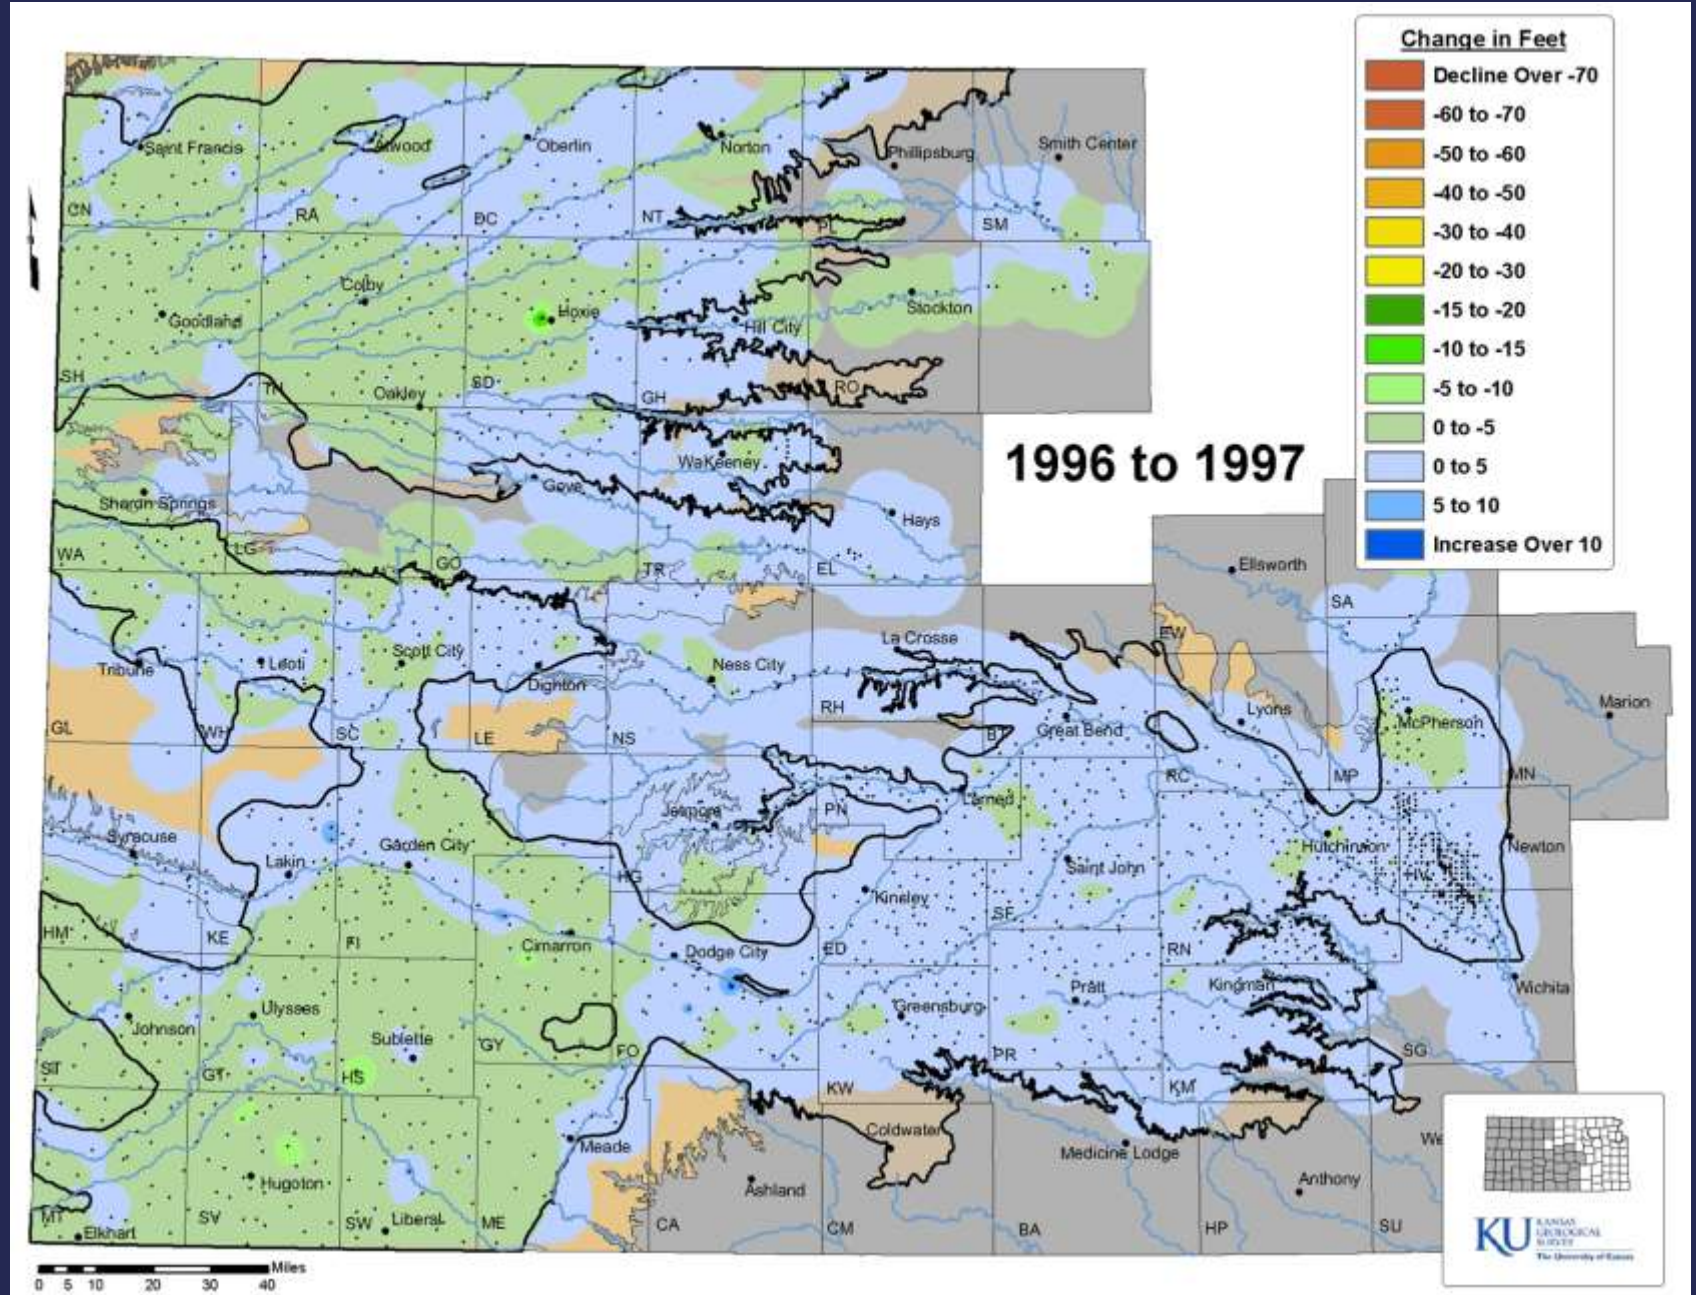 Change in Feet
Decline Over -70
-60 to -70
-50 to -60
-40 to -50
-30 to -40
-20 to -30
-15 to -20
-10 to -15
-5 to -10
0 to -5
0 to 5
5 to 10
Increase Over 10
1996 to 1997
Saint Francis
Atwood
Oberlin
Norton
Phillipsburg
Smith Center
CN
RA
DC
NT
PL
SM
Colby
Goodland
Hoxie
Hill City
Stockton
SH
TH
Oakley
SD
GH
RO
WaKeeney
Sharon Springs
Gove
Hays
WA
LG
GO
TR
EL
Ellsworth
SA
Tribune
Leoti
Scott City
Dighton
Ness City
La Crosse
EW
Lyons
McPherson
Marion
GL
WH
SC
LE
NS
RH
BT
Great Bend
RC
MP
MN
Syracuse
Lakin
Garden City
Jetmore
PN
Larned
Hutchinson
Newton
HG
Saint John
HV
Kinsley
SF
HM
KE
FI
Cimarron
Dodge City
ED
RN
Wichita
Johnson
Ulysses
Sublette
Greensburg
Pratt
Kingman
ST
GT
HS
GY
FO
KW
PR
KM
SG
Hugoton
Meade
Coldwater
Medicine Lodge
We
Ashland
Anthony
MT
Elkhart
SV
SW
Liberal
ME
CA
CM
BA
HP
SU
Miles
0 5 10 20 30 40
KU
KANSAS
GEOLOGICAL
SURVEY
The University of Kansas